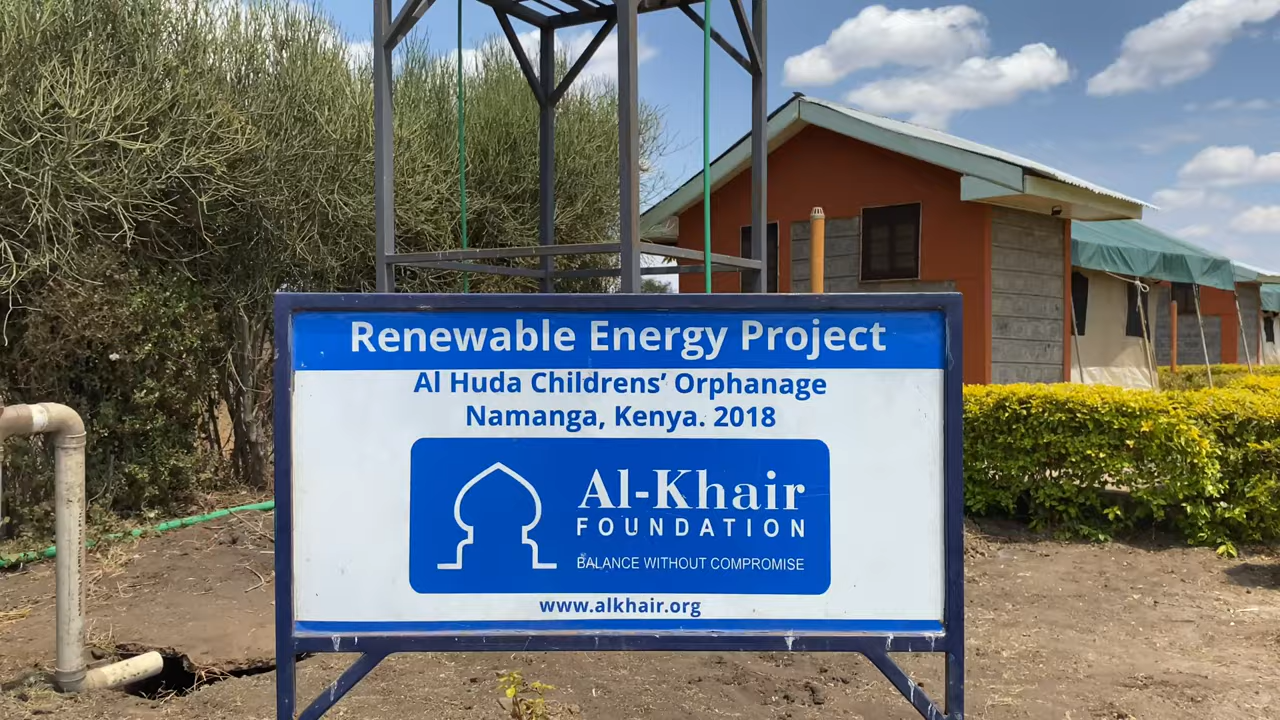 Renewable Energy Project
Al Huda Childrens’ Orphanage
Namanga, Kenya. 2018
Al-Khair
FOUNDATION
BALANCE WITHOUT COMPROMISE
www.alkhair.org